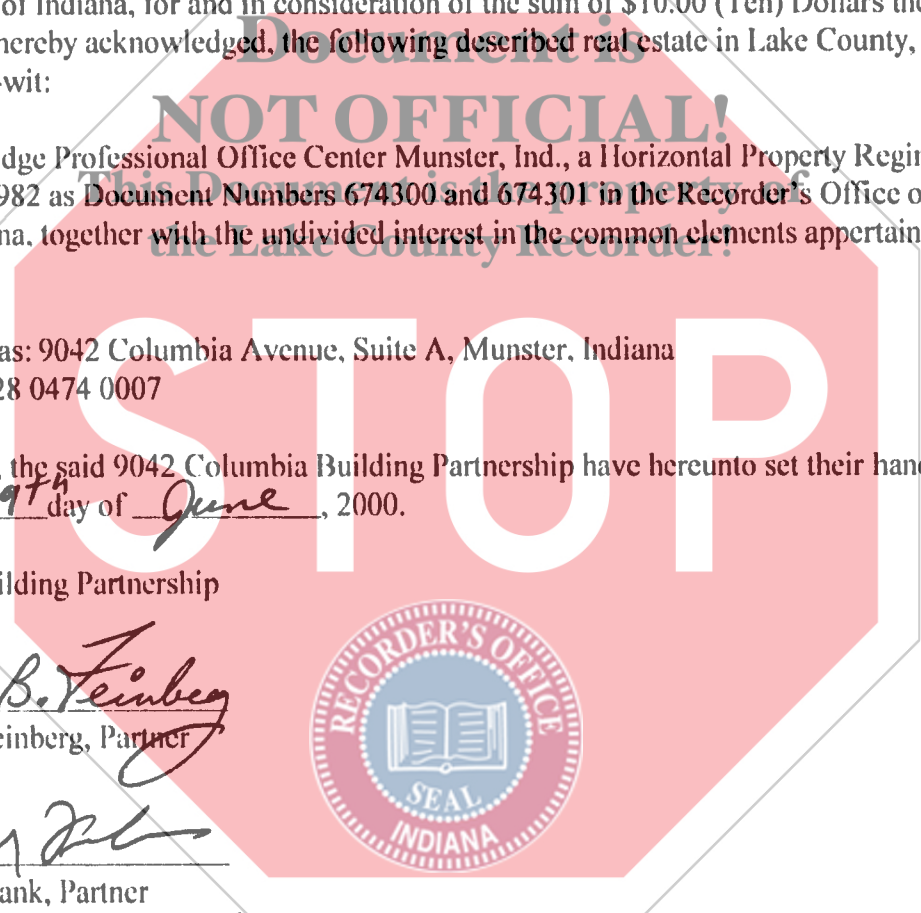 of Indiana, for and in consideration of the sum of $10.00 (Ten) Dollars the
Document is
hereby acknowledged, the following described real estate in Lake County,
-wit:
NOT OFFICIAL!
dge Professional Office Center Munster, Ind., a Horizontal Property Regi
This Document is the property of
982 as Document Numbers 674300 and 674301 in the Recorder's Office o
na, together with the undivided interest in the common elements appertain
the Lake County Recorder!
STOP
as: 9042 Columbia Avenue, Suite A, Munster, Indiana
28 0474 0007
, the said 9042 Columbia Building Partnership have hereunto set their han
9th day of June, 2000.
ilding Partnership
B. Feinberg
einberg, Partner
RECORDER'S OFFICE
SEAL
INDIANA
ank, Partner